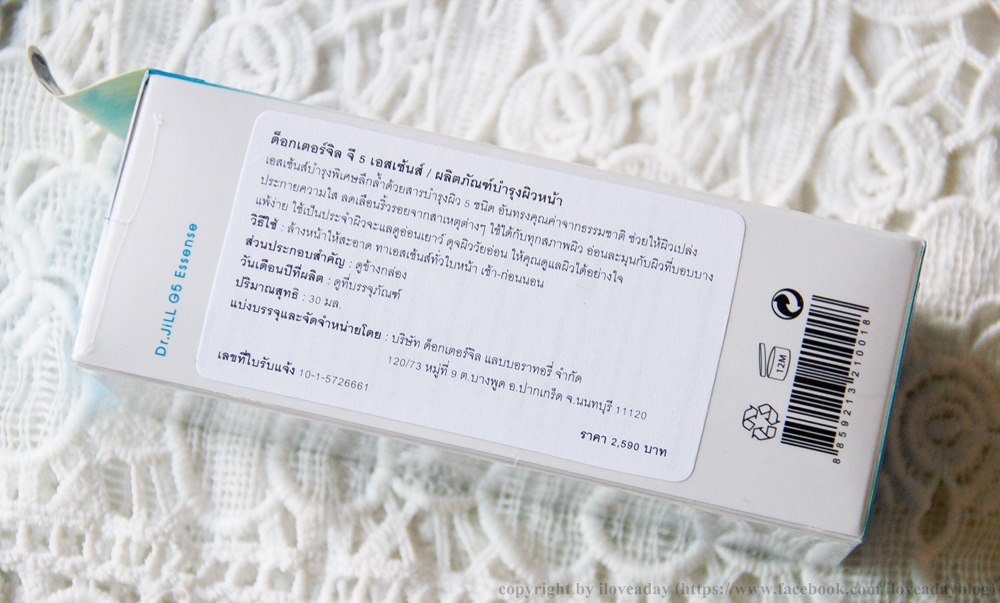 Dr.JILL G5 Essense
ด็อกเตอร์จิล จี 5 เอสเซ้นส์ / ผลิตภัณฑ์บำรุงผิวหน้า
เอสเซ้นส์บำรุงพิเศษลึกล้ำด้วยสารบำรุงผิว 5 ชนิด อันทรงคุณค่าจากธรรมชาติ ช่วยให้ผิวเปล่ง
ประกายความใส ลดเลือนริ้วรอยจากสาเหตุต่างๆ ใช้ได้กับทุกสภาพผิว อ่อนละมุนกับผิวที่บอบบาง
แพ้ง่าย ใช้เป็นประจำผิวจะแลดูอ่อนเยาว์ ดุจผิววัยอ่อน ให้คุณดูแลผิวได้อย่างใจ
วิธีใช้ : ล้างหน้าให้สะอาด ทาเอสเซ้นส์ทั่วใบหน้า เช้า-ก่อนนอน
ส่วนประกอบสำคัญ : ดูข้างกล่อง
วันเดือนปีที่ผลิต : ดูที่บรรจุภัณฑ์
ปริมาณสุทธิ : 30 มล.
แบ่งบรรจุและจัดจำหน่ายโดย : บริษัท ด็อกเตอร์จิล แลบบอราทอรี่ จำกัด
120/73 หมู่ที่ 9 ต.บางพูด อ.ปากเกร็ด จ.นนทบุรี 11120
เลขที่ใบรับแจ้ง 10-1-5726661
ราคา 2,590 บาท
12M
8 859213 210018
copyright by iloveaday (https://www.facebook.com/iloveadayblog)